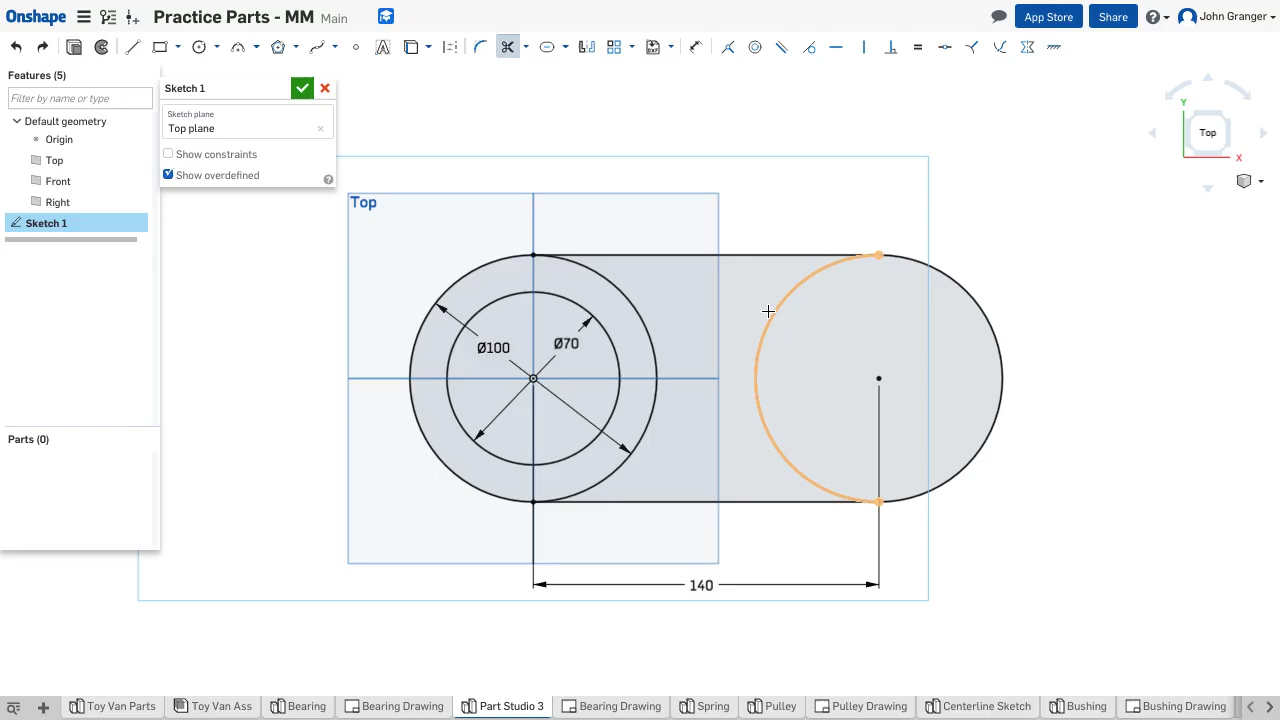 Onshape Practice Parts - MM Main App Store Share John Granger
Features (5)
Filter by name or type
Default geometry
Origin
Top
Front
Right
Sketch 1
Parts (0)
Sketch 1
Sketch plane
Top plane
Show constraints
Show overdefined
Top
Ø100
Ø70
140
Y
Top
X
Toy Van Parts Toy Van Ass Bearing Bearing Drawing Part Studio 3 Bearing Drawing Spring Pulley Pulley Drawing Centerline Sketch Bushing Bushing Drawing